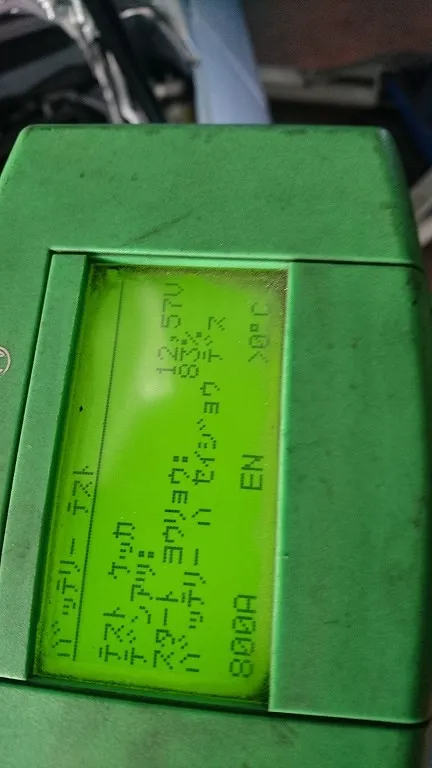 バッテリー テスト
テスト ケッカ
デンアツ: 12,57V
スタート ヨウリョウ: 83%
バッテリー ハ セイジョウ デス
800A EN >0°C